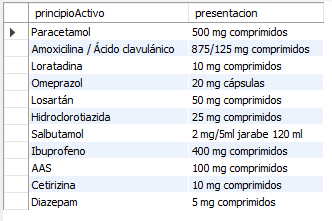 principioActivo presentacion
Paracetamol 500 mg comprimidos
Amoxicilina / Ácido clavulánico 875/125 mg comprimidos
Loratadina 10 mg comprimidos
Omeprazol 20 mg cápsulas
Losartán 50 mg comprimidos
Hidroclorotiazida 25 mg comprimidos
Salbutamol 2 mg/5ml jarabe 120 ml
Ibuprofeno 400 mg comprimidos
AAS 100 mg comprimidos
Cetirizina 10 mg comprimidos
Diazepam 5 mg comprimidos